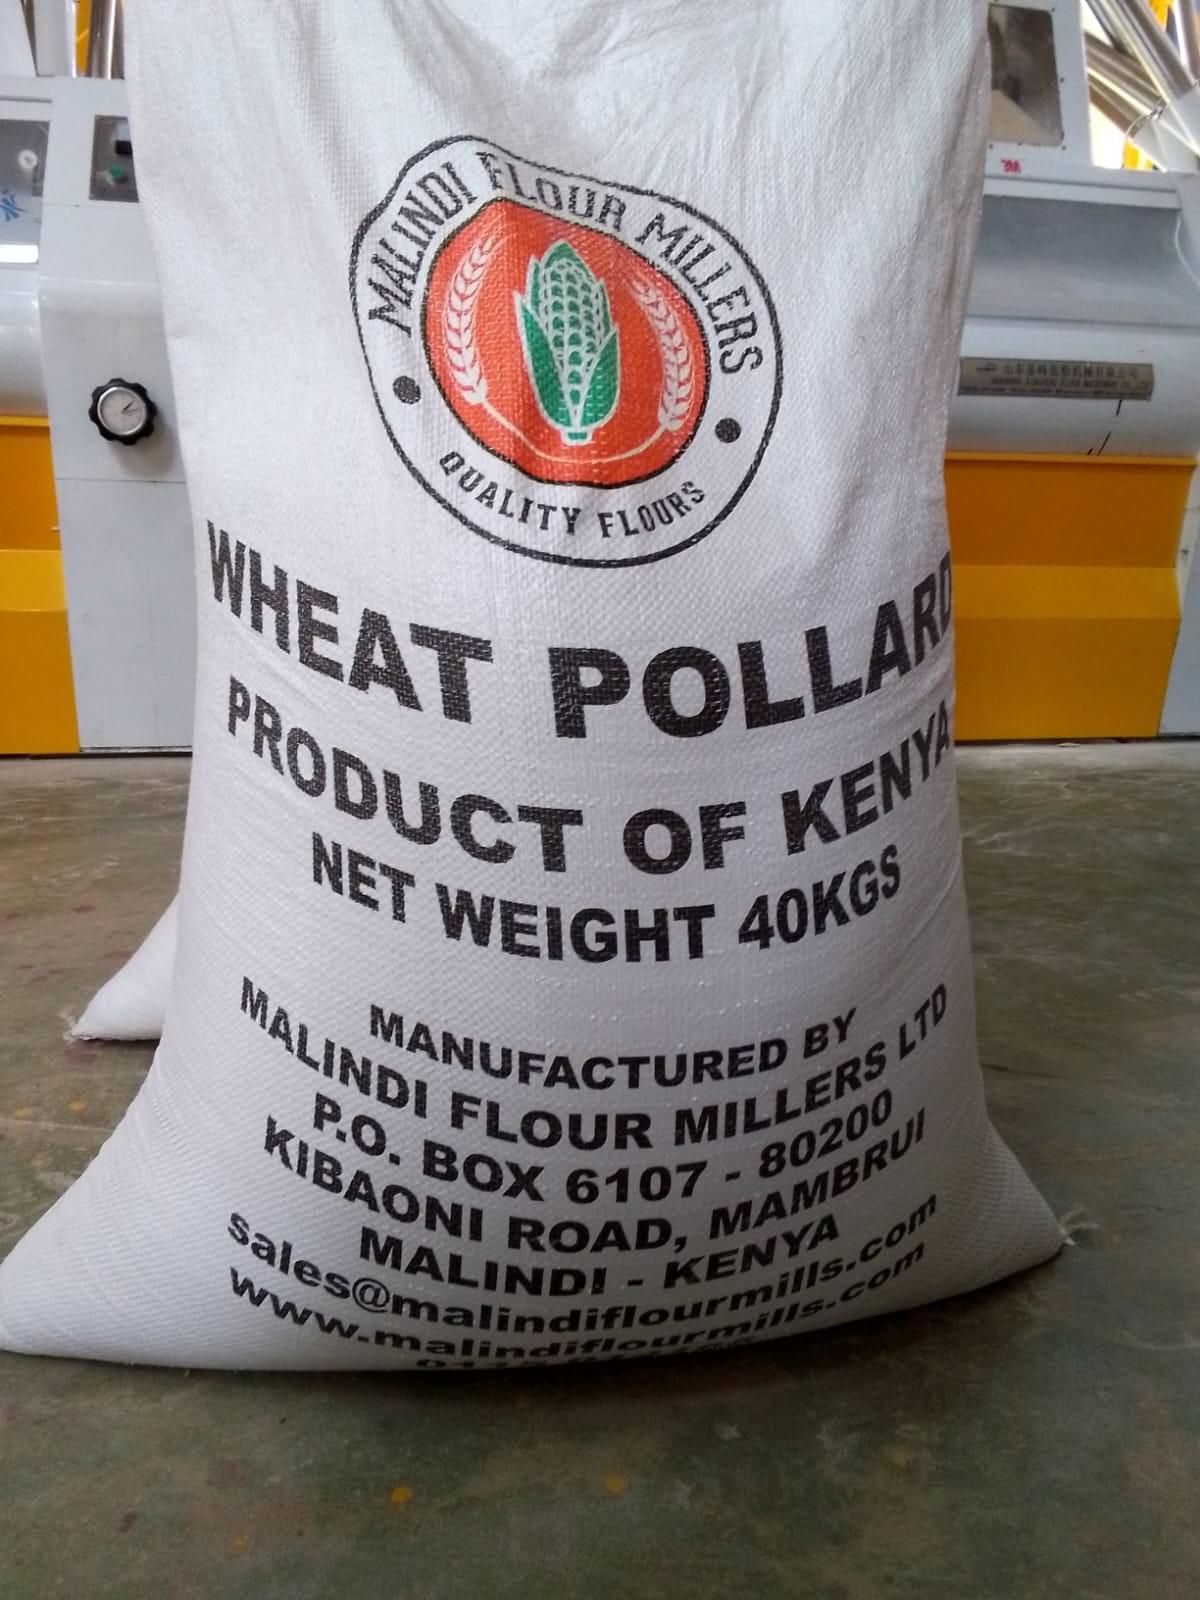 MALINDI FLOUR MILLERS
QUALITY FLOURS
WHEAT POLLARD
PRODUCT OF KENYA
NET WEIGHT 40KGS
MANUFACTURED BY
MALINDI FLOUR MILLERS LTD
P.O. BOX 6107 - 80200
KIBAONI ROAD, MAMBRUI
MALINDI - KENYA
sales@malindiflourmills.com
www.malindiflourmills.com
3M